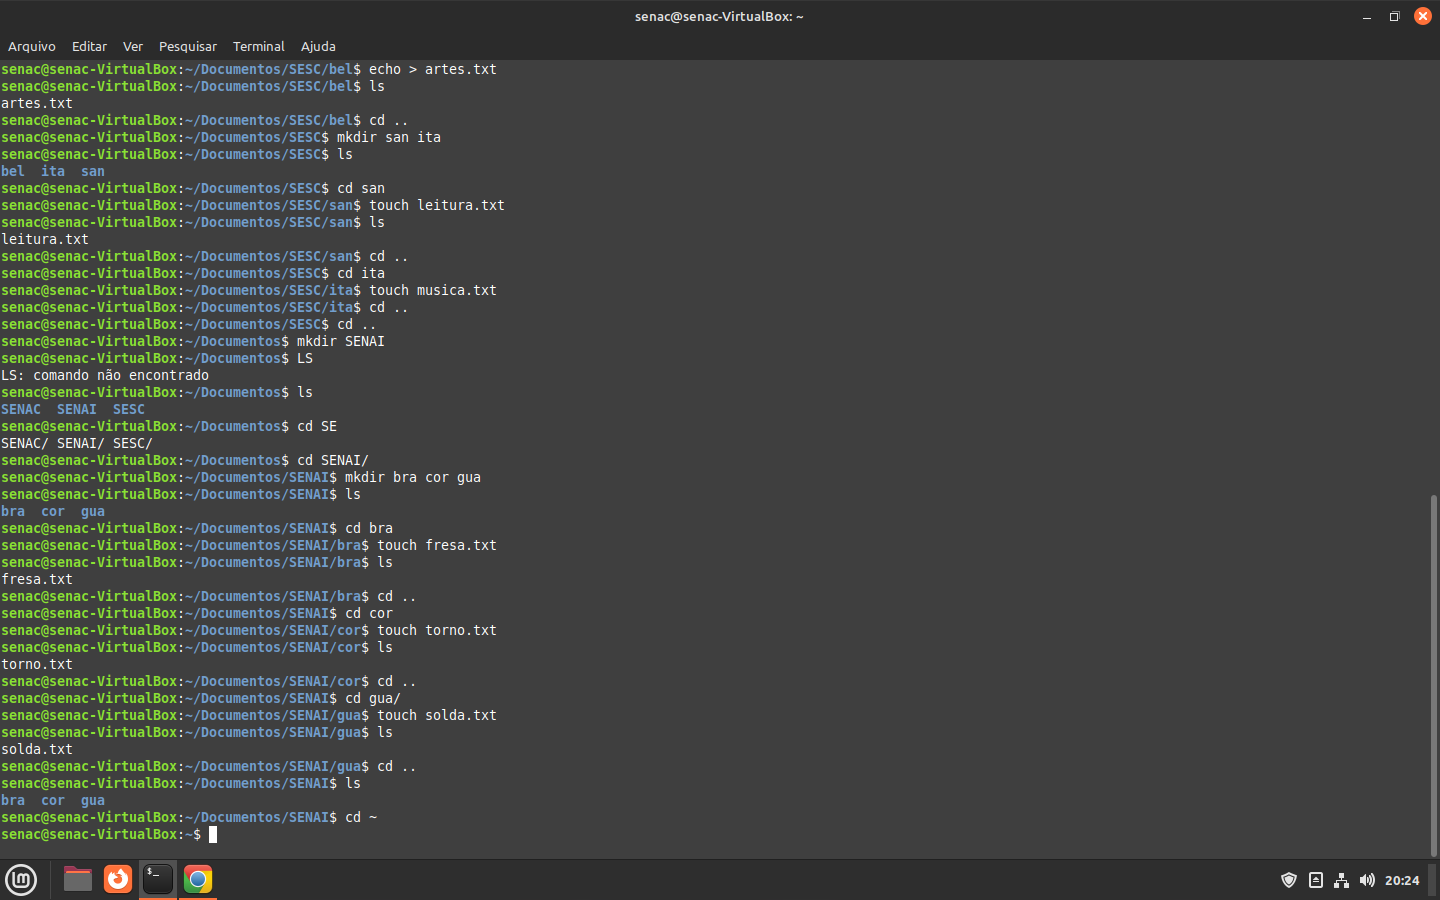 senac@senac-VirtualBox: ~
Arquivo Editar Ver Pesquisar Terminal Ajuda
senac@senac-VirtualBox:~/Documentos/SESC/bel$ echo > artes.txt
senac@senac-VirtualBox:~/Documentos/SESC/bel$ ls
artes.txt
senac@senac-VirtualBox:~/Documentos/SESC/bel$ cd ..
senac@senac-VirtualBox:~/Documentos/SESC$ mkdir san ita
senac@senac-VirtualBox:~/Documentos/SESC$ ls
bel  ita  san
senac@senac-VirtualBox:~/Documentos/SESC$ cd san
senac@senac-VirtualBox:~/Documentos/SESC/san$ touch leitura.txt
senac@senac-VirtualBox:~/Documentos/SESC/san$ ls
leitura.txt
senac@senac-VirtualBox:~/Documentos/SESC/san$ cd ..
senac@senac-VirtualBox:~/Documentos/SESC$ cd ita
senac@senac-VirtualBox:~/Documentos/SESC/ita$ touch musica.txt
senac@senac-VirtualBox:~/Documentos/SESC/ita$ cd ..
senac@senac-VirtualBox:~/Documentos/SESC$ cd ..
senac@senac-VirtualBox:~/Documentos$ mkdir SENAI
senac@senac-VirtualBox:~/Documentos$ LS
LS: comando não encontrado
senac@senac-VirtualBox:~/Documentos$ ls
SENAC  SENAI  SESC
senac@senac-VirtualBox:~/Documentos$ cd SE
SENAC/ SENAI/ SESC/
senac@senac-VirtualBox:~/Documentos$ cd SENAI/
senac@senac-VirtualBox:~/Documentos/SENAI$ mkdir bra cor gua
senac@senac-VirtualBox:~/Documentos/SENAI$ ls
bra  cor  gua
senac@senac-VirtualBox:~/Documentos/SENAI$ cd bra
senac@senac-VirtualBox:~/Documentos/SENAI/bra$ touch fresa.txt
senac@senac-VirtualBox:~/Documentos/SENAI/bra$ ls
fresa.txt
senac@senac-VirtualBox:~/Documentos/SENAI/bra$ cd ..
senac@senac-VirtualBox:~/Documentos/SENAI$ cd cor
senac@senac-VirtualBox:~/Documentos/SENAI/cor$ touch torno.txt
senac@senac-VirtualBox:~/Documentos/SENAI/cor$ ls
torno.txt
senac@senac-VirtualBox:~/Documentos/SENAI/cor$ cd ..
senac@senac-VirtualBox:~/Documentos/SENAI$ cd gua/
senac@senac-VirtualBox:~/Documentos/SENAI/gua$ touch solda.txt
senac@senac-VirtualBox:~/Documentos/SENAI/gua$ ls
solda.txt
senac@senac-VirtualBox:~/Documentos/SENAI/gua$ cd ..
senac@senac-VirtualBox:~/Documentos/SENAI$ ls
bra  cor  gua
senac@senac-VirtualBox:~/Documentos/SENAI$ cd ~
senac@senac-VirtualBox:~$
20:24